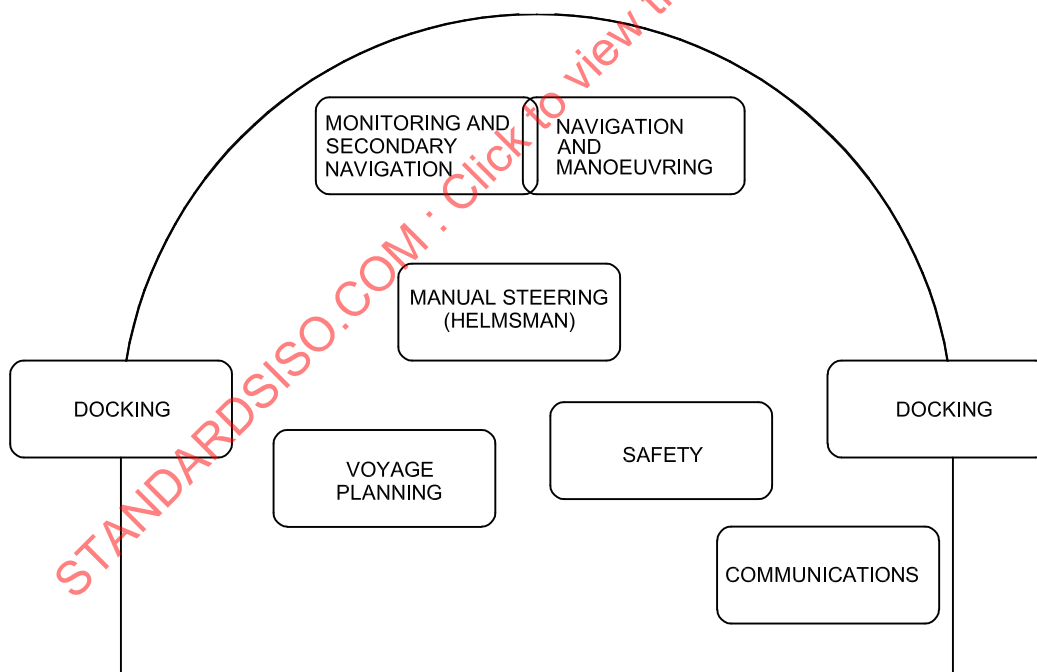 MONITORING AND
SECONDARY
NAVIGATION
NAVIGATION
AND
MANOEUVRING
MANUAL STEERING
(HELMSMAN)
DOCKING
DOCKING
VOYAGE
PLANNING
SAFETY
COMMUNICATIONS
STANDARDSISO.COM : Click to view